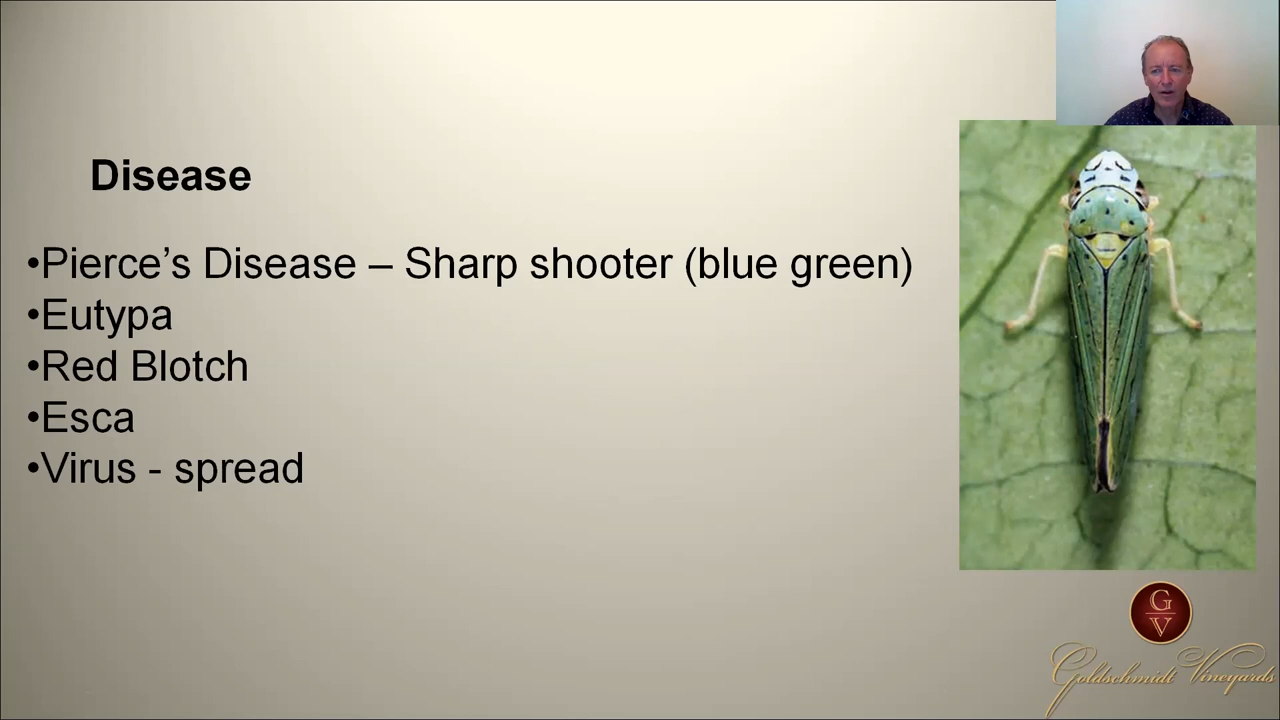 Disease
•Pierce’s Disease – Sharp shooter (blue green)
•Eutypa
•Red Blotch
•Esca
•Virus - spread
G
V
Goldschmidt Vineyards